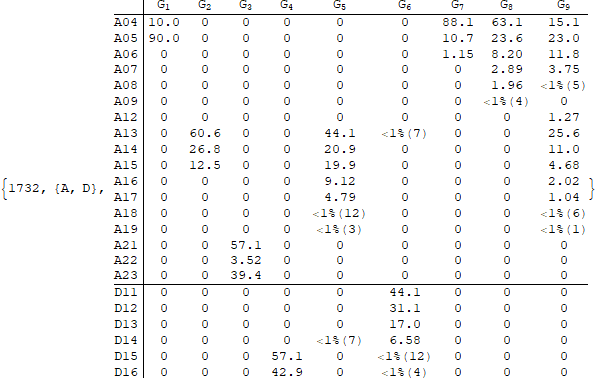 G₁ G₂ G₃ G₄ G₅ G₆ G₇ G₈ G₉
A04 10.0 0 0 0 0 0 88.1 63.1 15.1
A05 90.0 0 0 0 0 0 10.7 23.6 23.0
A06 0 0 0 0 0 0 1.15 8.20 11.8
A07 0 0 0 0 0 0 0 2.89 3.75
A08 0 0 0 0 0 0 0 1.96 <1%(5)
A09 0 0 0 0 0 0 0 <1%(4) 0
A12 0 0 0 0 0 0 0 0 1.27
A13 0 60.6 0 0 44.1 <1%(7) 0 0 25.6
A14 0 26.8 0 0 20.9 0 0 0 11.0
A15 0 12.5 0 0 19.9 0 0 0 4.68
{1732, {A, D}, A16 0 0 0 0 9.12 0 0 0 2.02 }
A17 0 0 0 0 4.79 0 0 0 1.04
A18 0 0 0 0 <1%(12) 0 0 0 <1%(6)
A19 0 0 0 0 <1%(3) 0 0 0 <1%(1)
A21 0 0 57.1 0 0 0 0 0 0
A22 0 0 3.52 0 0 0 0 0 0
A23 0 0 39.4 0 0 0 0 0 0
D11 0 0 0 0 0 44.1 0 0 0
D12 0 0 0 0 0 31.1 0 0 0
D13 0 0 0 0 0 17.0 0 0 0
D14 0 0 0 0 <1%(7) 6.58 0 0 0
D15 0 0 0 57.1 0 <1%(12) 0 0 0
D16 0 0 0 42.9 0 <1%(4) 0 0 0